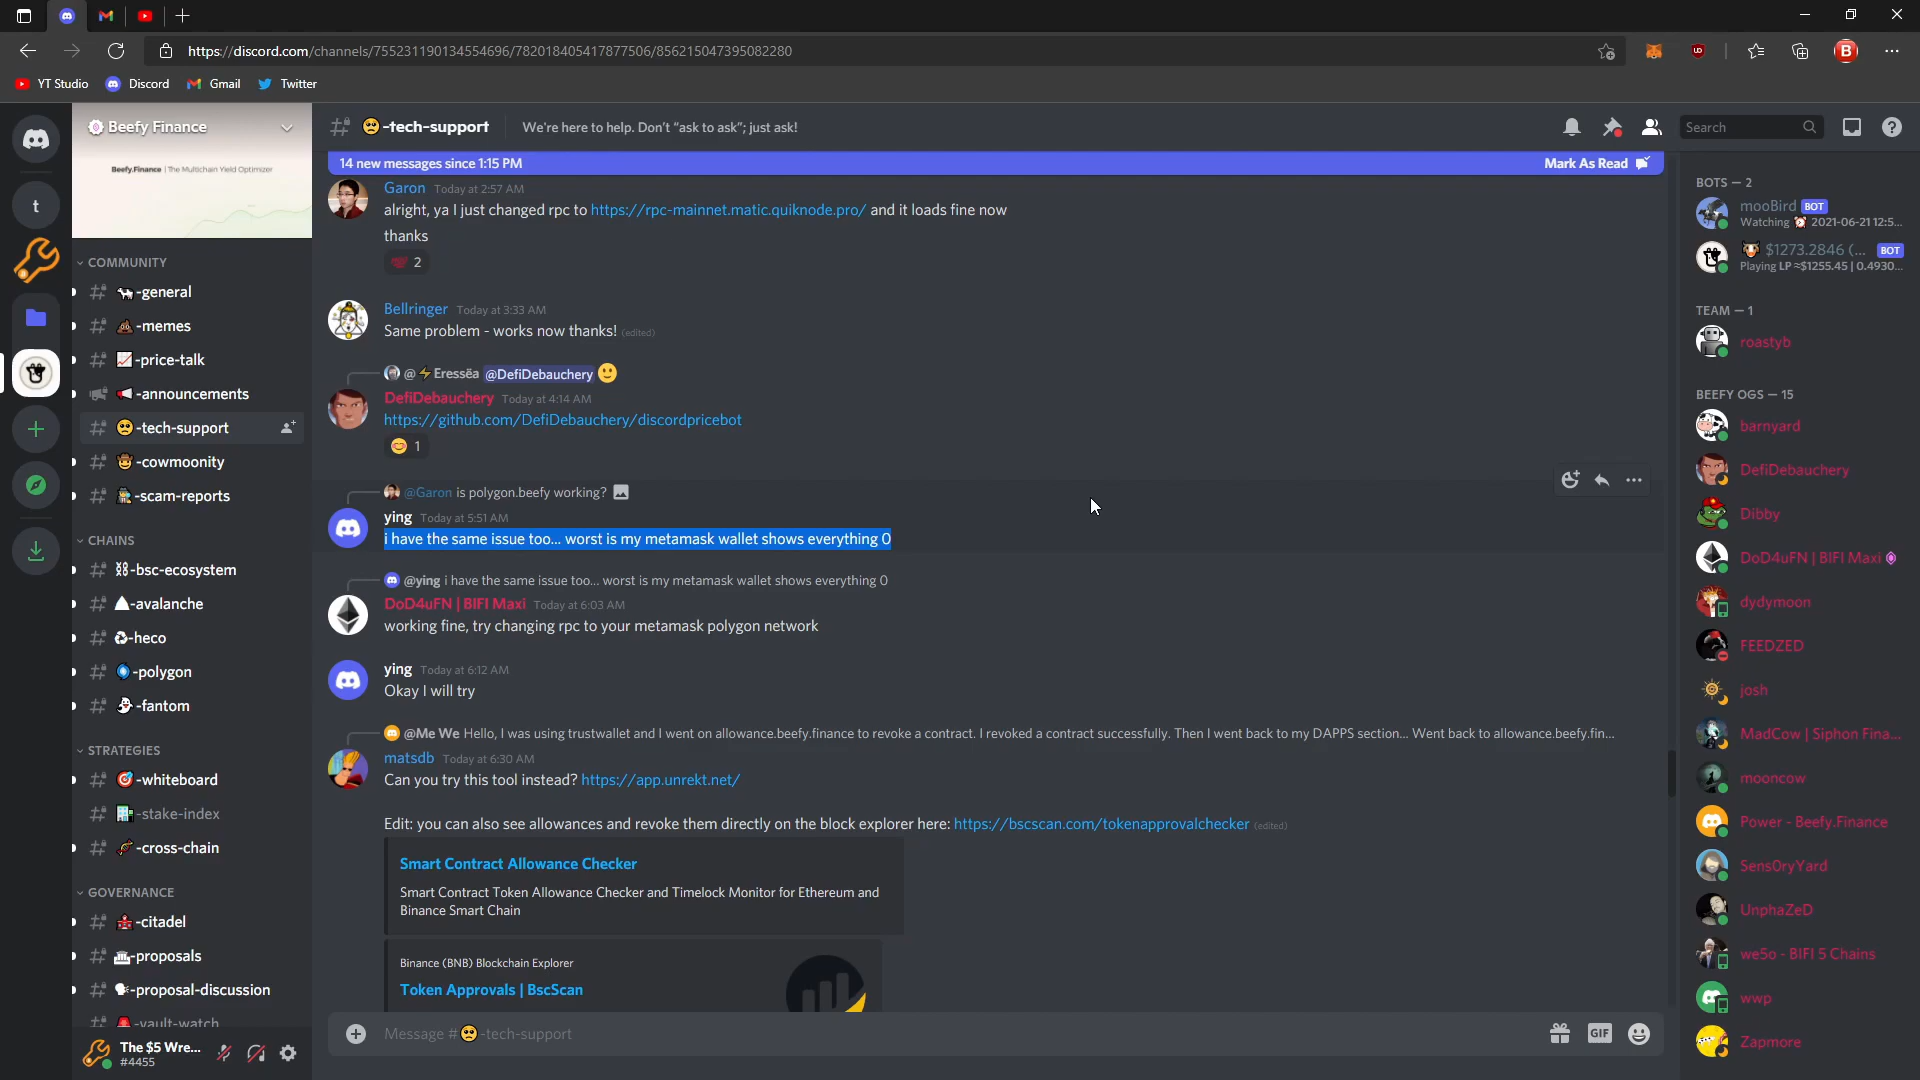 https://discord.com/channels/755231190134554696/782018405417877506/856215047395082280
B
YT Studio
Discord
Gmail
Twitter
Beefy Finance
Beefy.Finance | The Multichain Yield Optimizer
t
COMMUNITY
-general
-memes
-price-talk
-announcements
-tech-support
-cowmoonity
-scam-reports
CHAINS
-bsc-ecosystem
-avalanche
-heco
-polygon
-fantom
STRATEGIES
-whiteboard
-stake-index
-cross-chain
GOVERNANCE
-citadel
-proposals
-proposal-discussion
-vault-watch
The $5 Wre...
#4455
-tech-support
We're here to help. Don't "ask to ask"; just ask!
Search
14 new messages since 1:15 PM
Mark As Read
Garon Today at 2:57 AM
alright, ya I just changed rpc to https://rpc-mainnet.matic.quiknode.pro/ and it loads fine now
thanks
2
Bellringer Today at 3:33 AM
Same problem - works now thanks! (edited)
@⚡Eressëa @DefiDebauchery 🙂
DefiDebauchery Today at 4:14 AM
https://github.com/DefiDebauchery/discordpricebot
1
@Garon is polygon.beefy working?
ying Today at 5:51 AM
i have the same issue too... worst is my metamask wallet shows everything 0
@ying i have the same issue too... worst is my metamask wallet shows everything 0
DoD4uFN | BIFI Maxi Today at 6:03 AM
working fine, try changing rpc to your metamask polygon network
ying Today at 6:12 AM
Okay I will try
@Me We Hello, I was using trustwallet and I went on allowance.beefy.finance to revoke a contract. I revoked a contract successfully. Then I went back to my DAPPS section... Went back to allowance.beefy.fin...
matsdb Today at 6:30 AM
Can you try this tool instead? https://app.unrekt.net/
Edit: you can also see allowances and revoke them directly on the block explorer here: https://bscscan.com/tokenapprovalchecker (edited)
Smart Contract Allowance Checker
Smart Contract Token Allowance Checker and Timelock Monitor for Ethereum and
Binance Smart Chain
Binance (BNB) Blockchain Explorer
Token Approvals | BscScan
Message #🥺-tech-support
GIF
BOTS — 2
mooBird BOT
Watching ⏰ 2021-06-21 12:5...
$1273.2846 (... BOT
Playing LP ≈$1255.45 | 0.4930...
TEAM — 1
roastyb
BEEFY OGS — 15
barnyard
DefiDebauchery
Dibby
DoD4uFN | BIFI Maxi
dydymoon
FEEDZED
josh
MadCow | Siphon Fina...
mooncow
Power - Beefy.Finance
Sens0ryYard
UnphaZeD
we5o - BIFI 5 Chains
wwp
Zapmore